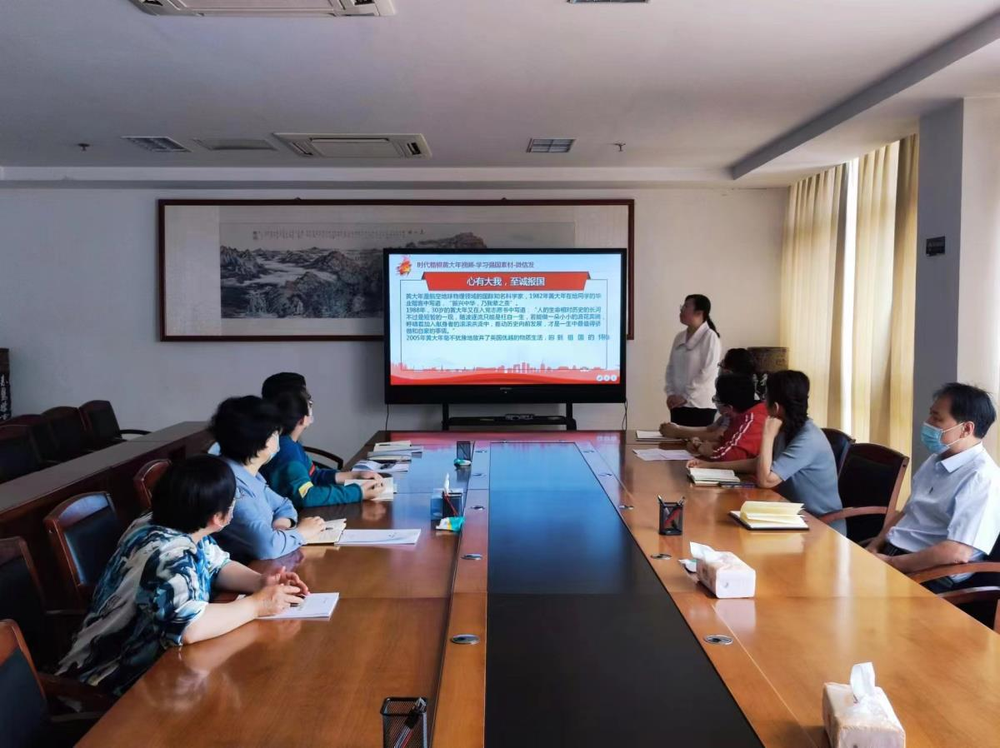 时代楷模黄大年视频-学习强国素材-微信发
心有大我，至诚报国
黄大年是航空地球物理领域的国际知名科学家，1982年黄大年在给同学的毕
业赠言中写道，“振兴中华，乃我辈之责”。
1988年，30岁的黄大年又在入党志愿书中写道：“人的生命相对历史的长河
不过是短暂的一现，随波逐流只能是枉自一生，若能做一朵小小的浪花奔腾，
呼啸着加入献身者的滚滚洪流中，推动历史向前发展，才是一生中最值得骄
傲和自豪的事情。”
2005年黄大年毫不犹豫地放弃了英国优越的物质生活，回到祖国的怀